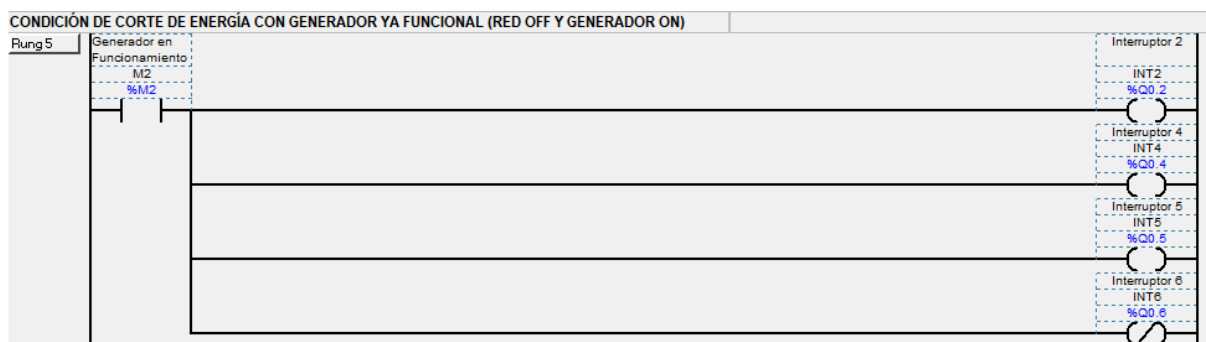 CONDICIÓN DE CORTE DE ENERGÍA CON GENERADOR YA FUNCIONAL (RED OFF Y GENERADOR ON)
Rung 5
Generador en
Funcionamiento
M2
%M2
Interruptor 2
INT2
%Q0.2
Interruptor 4
INT4
%Q0.4
Interruptor 5
INT5
%Q0.5
Interruptor 6
INT6
%Q0.6